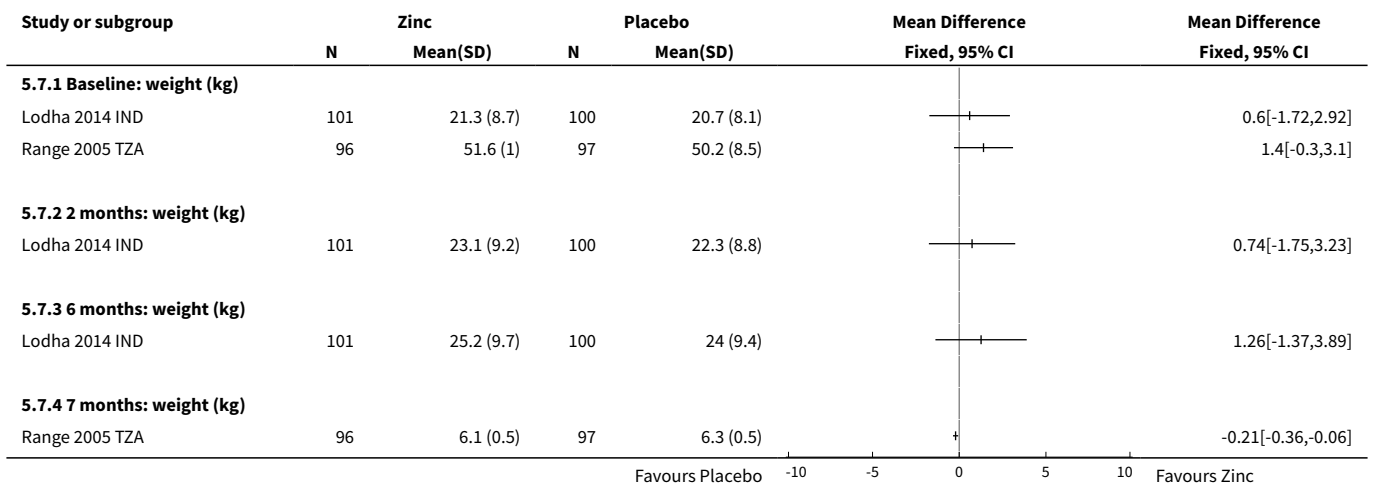 Study or subgroup Zinc Placebo Mean Difference Mean Difference
N Mean(SD) N Mean(SD) Fixed, 95% CI Fixed, 95% CI
5.7.1 Baseline: weight (kg)
Lodha 2014 IND 101 21.3 (8.7) 100 20.7 (8.1) 0.6[-1.72,2.92]
Range 2005 TZA 96 51.6 (1) 97 50.2 (8.5) 1.4[-0.3,3.1]
5.7.2 2 months: weight (kg)
Lodha 2014 IND 101 23.1 (9.2) 100 22.3 (8.8) 0.74[-1.75,3.23]
5.7.3 6 months: weight (kg)
Lodha 2014 IND 101 25.2 (9.7) 100 24 (9.4) 1.26[-1.37,3.89]
5.7.4 7 months: weight (kg)
Range 2005 TZA 96 6.1 (0.5) 97 6.3 (0.5) -0.21[-0.36,-0.06]
Favours Placebo -10 -5 0 5 10 Favours Zinc